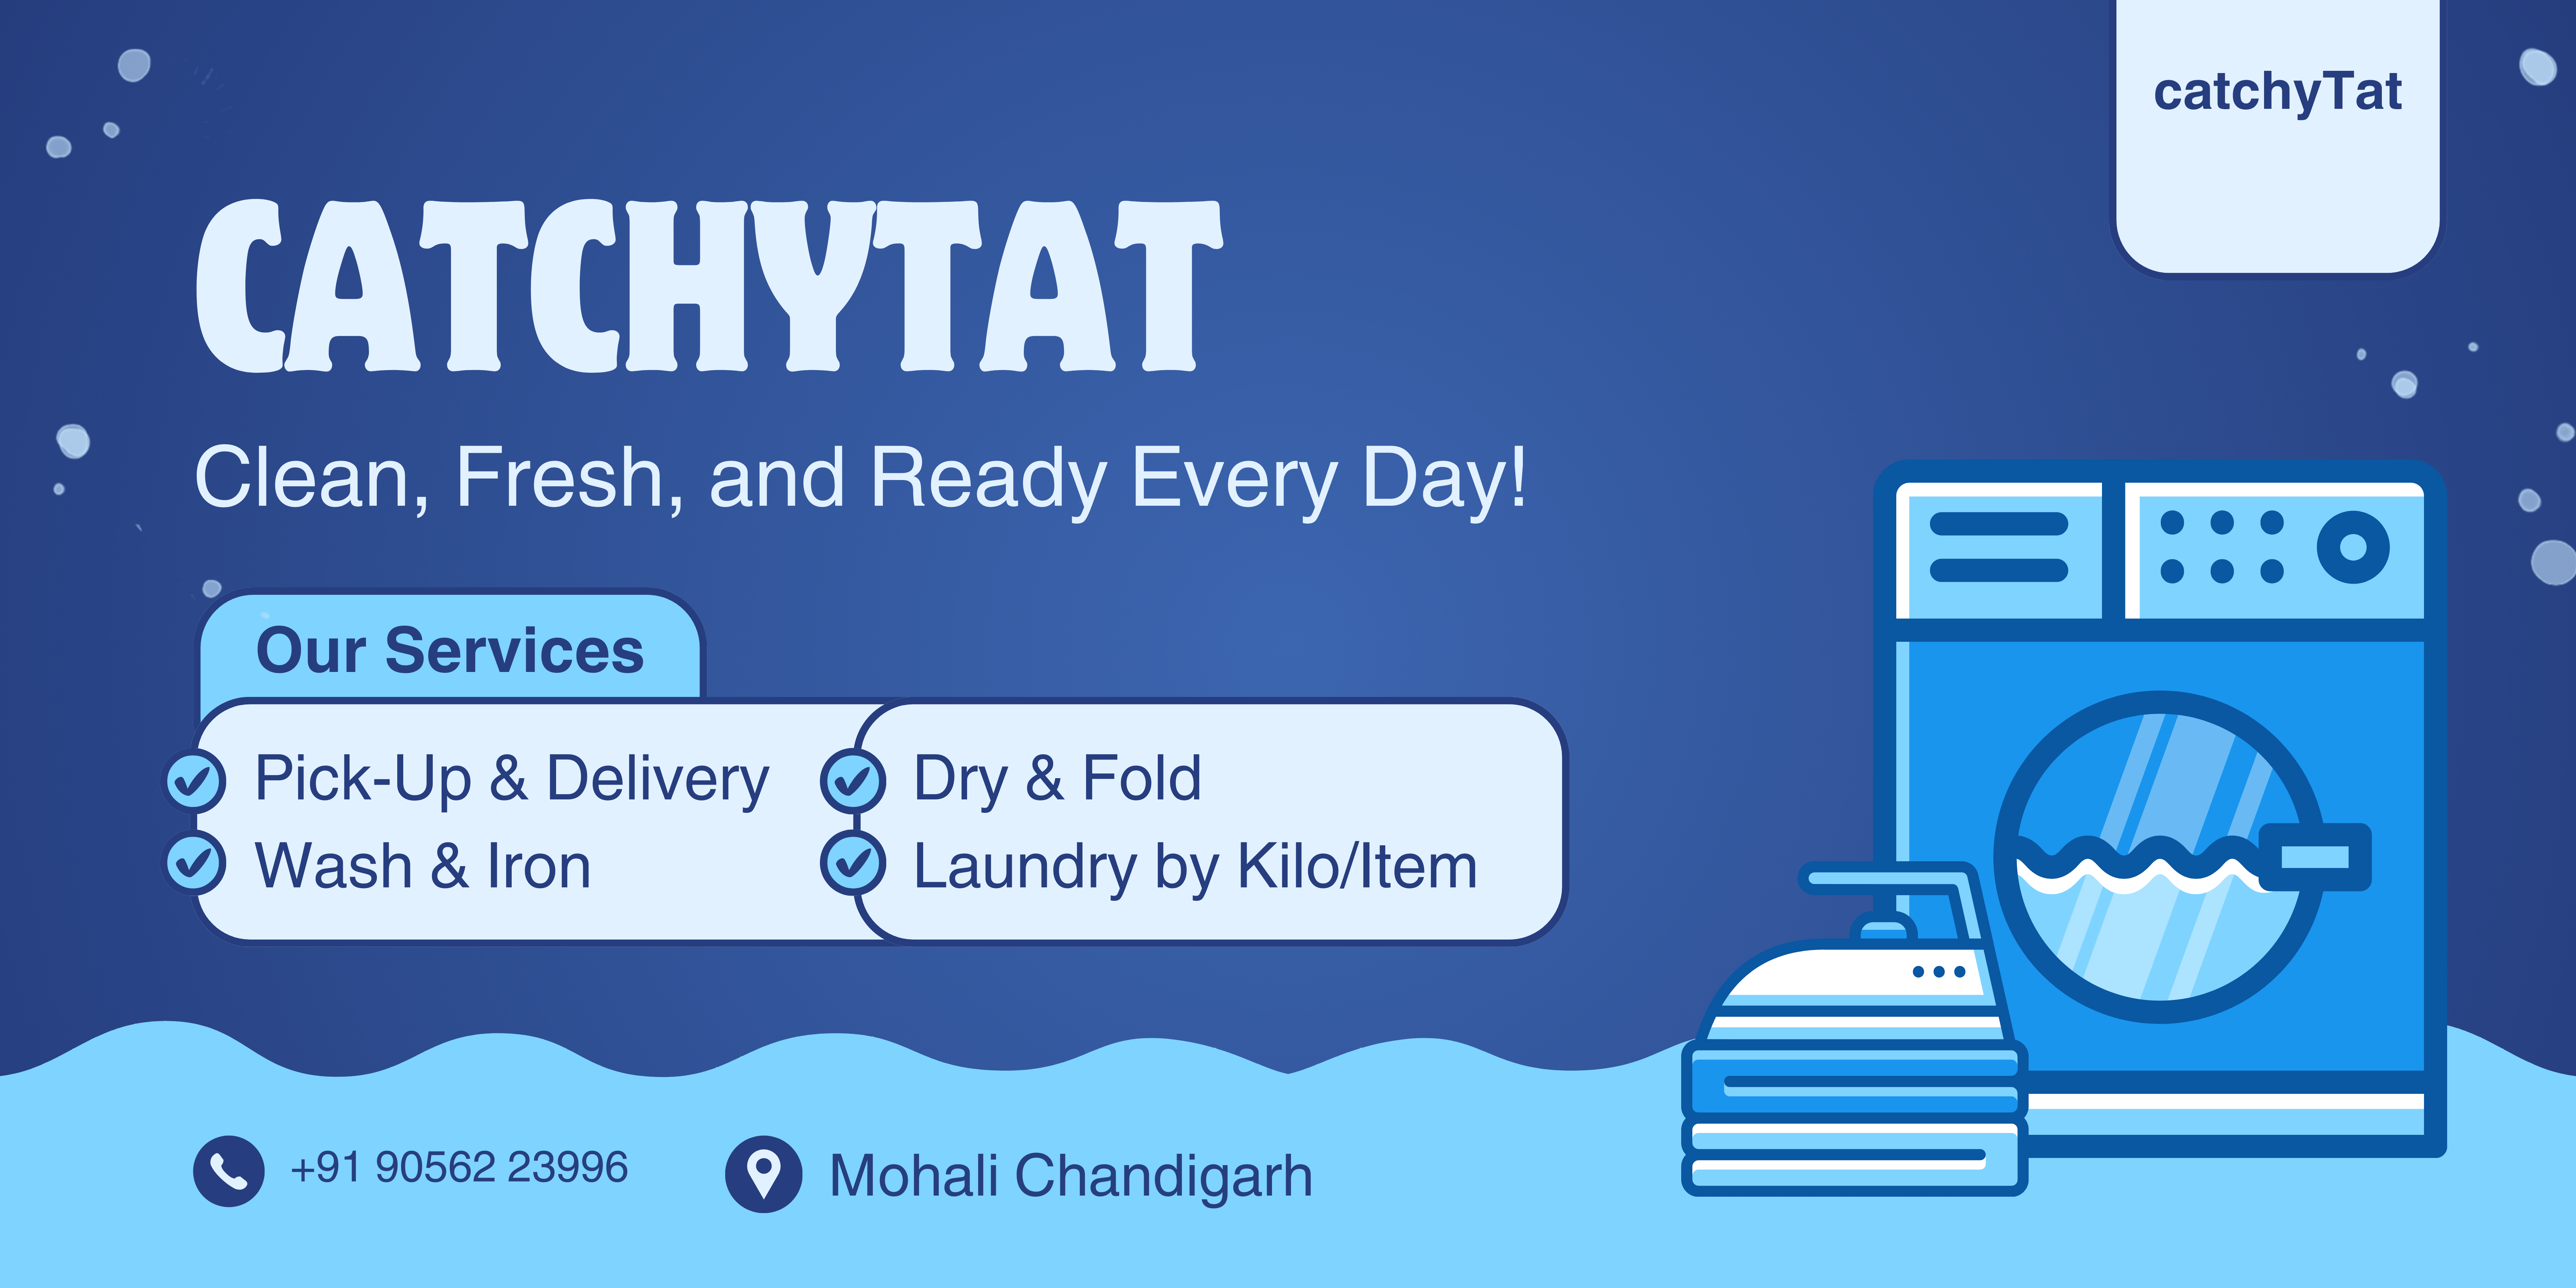 catchyTat
CATCHYTAT
Clean, Fresh, and Ready Every Day!
Our Services
Pick-Up & Delivery
Wash & Iron
Dry & Fold
Laundry by Kilo/Item
+91 90562 23996
Mohali Chandigarh